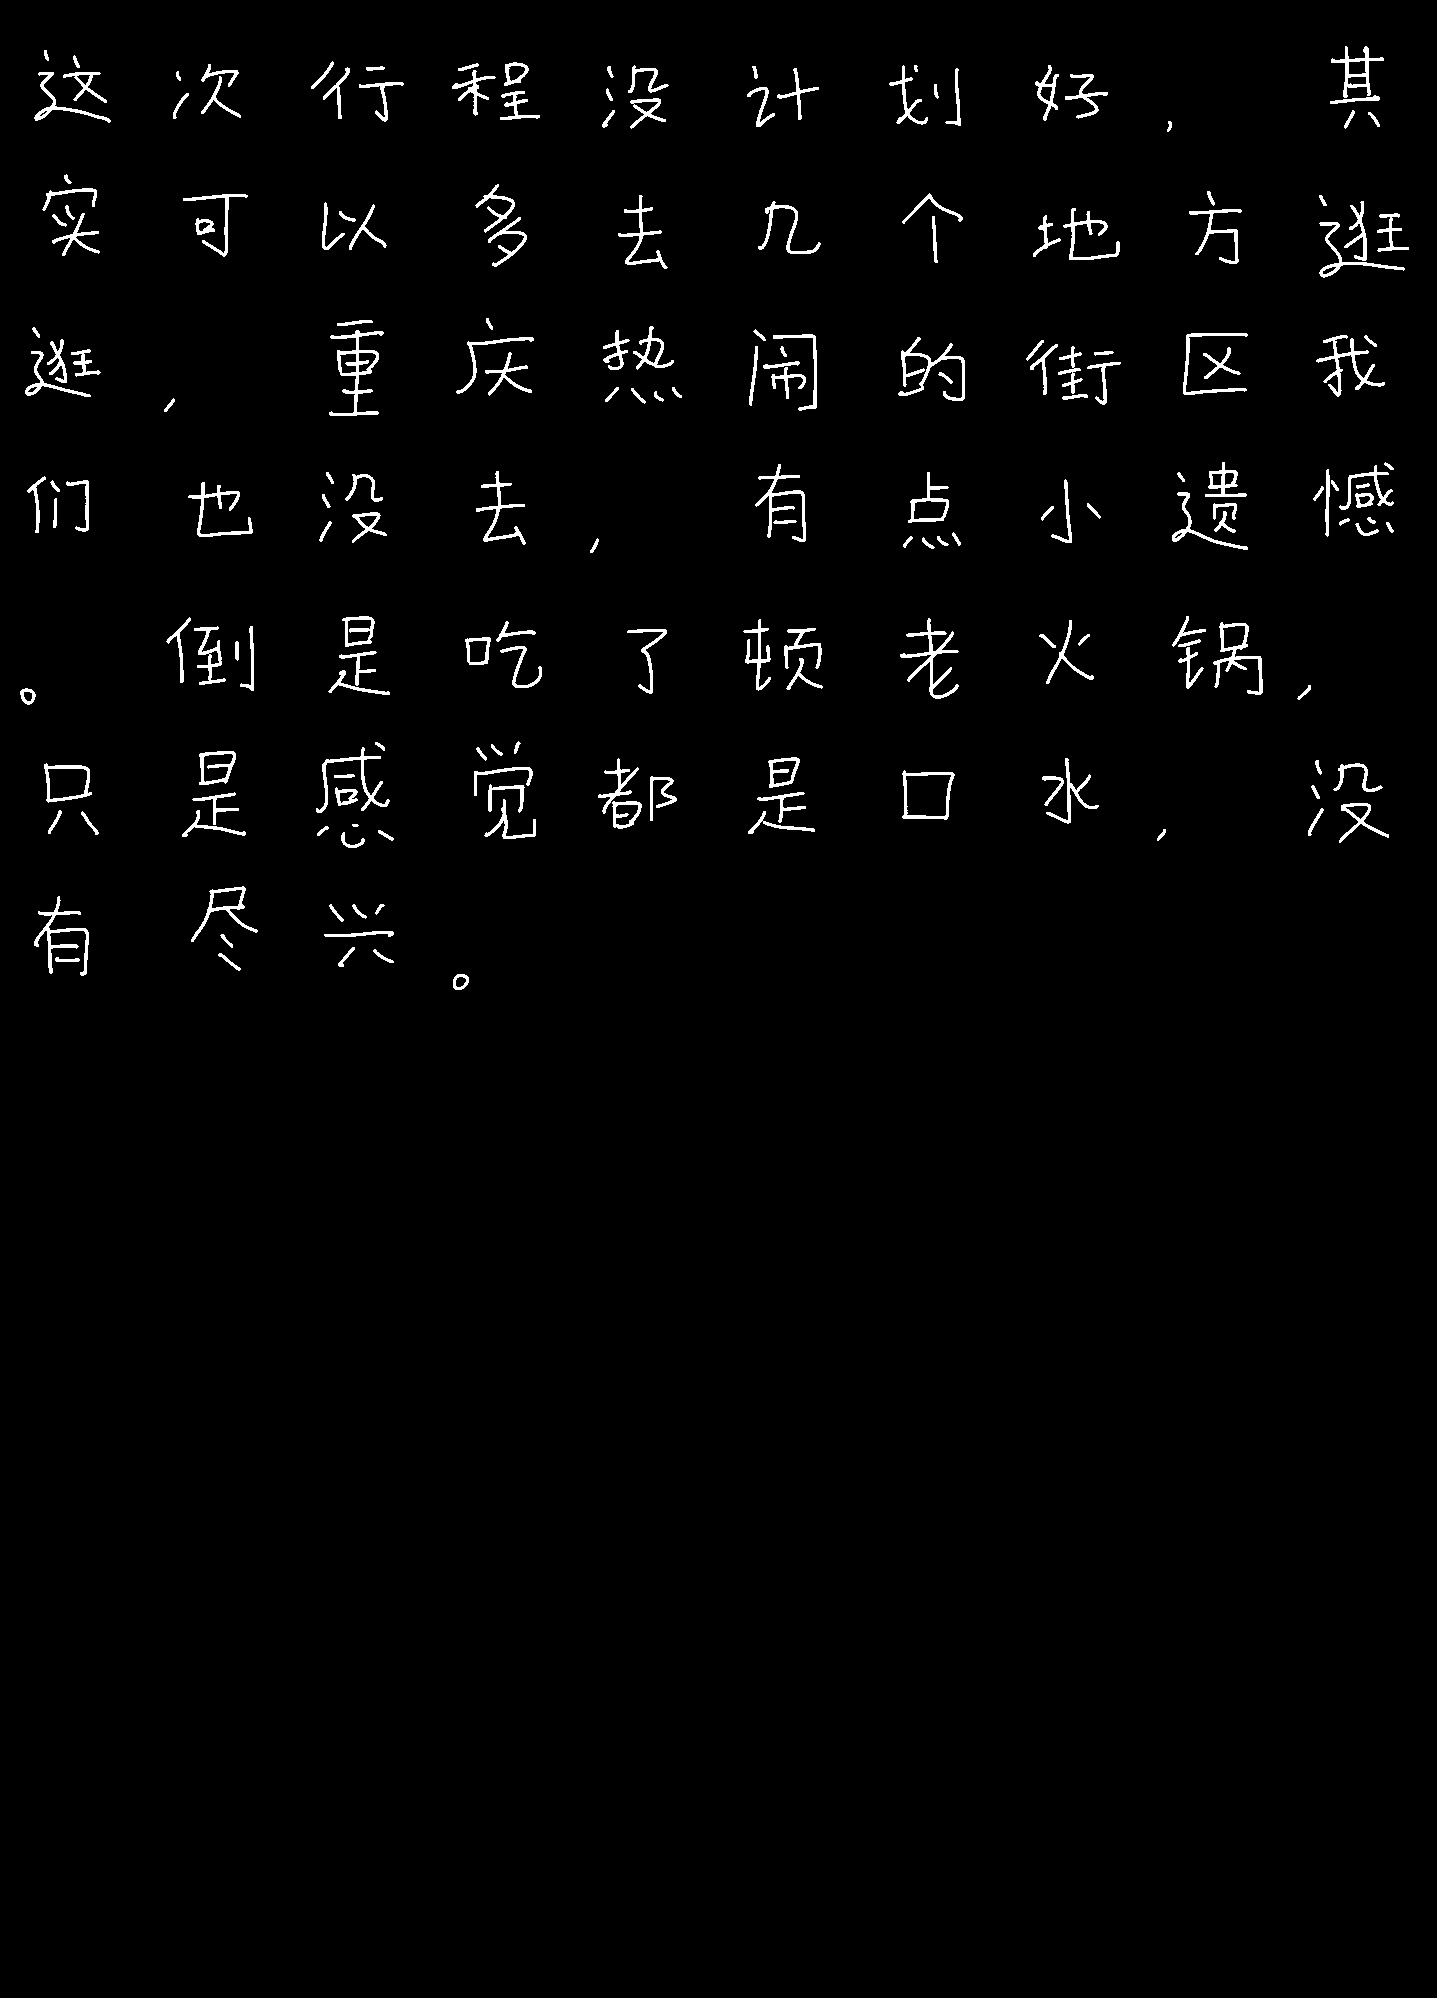 这次行程没计划好，其
实可以多去几个地方逛
逛，重庆热闹的街区我
们也没去，有点小遗憾
。倒是吃了顿老火锅，
只是感觉都是口水，没
有尽兴。